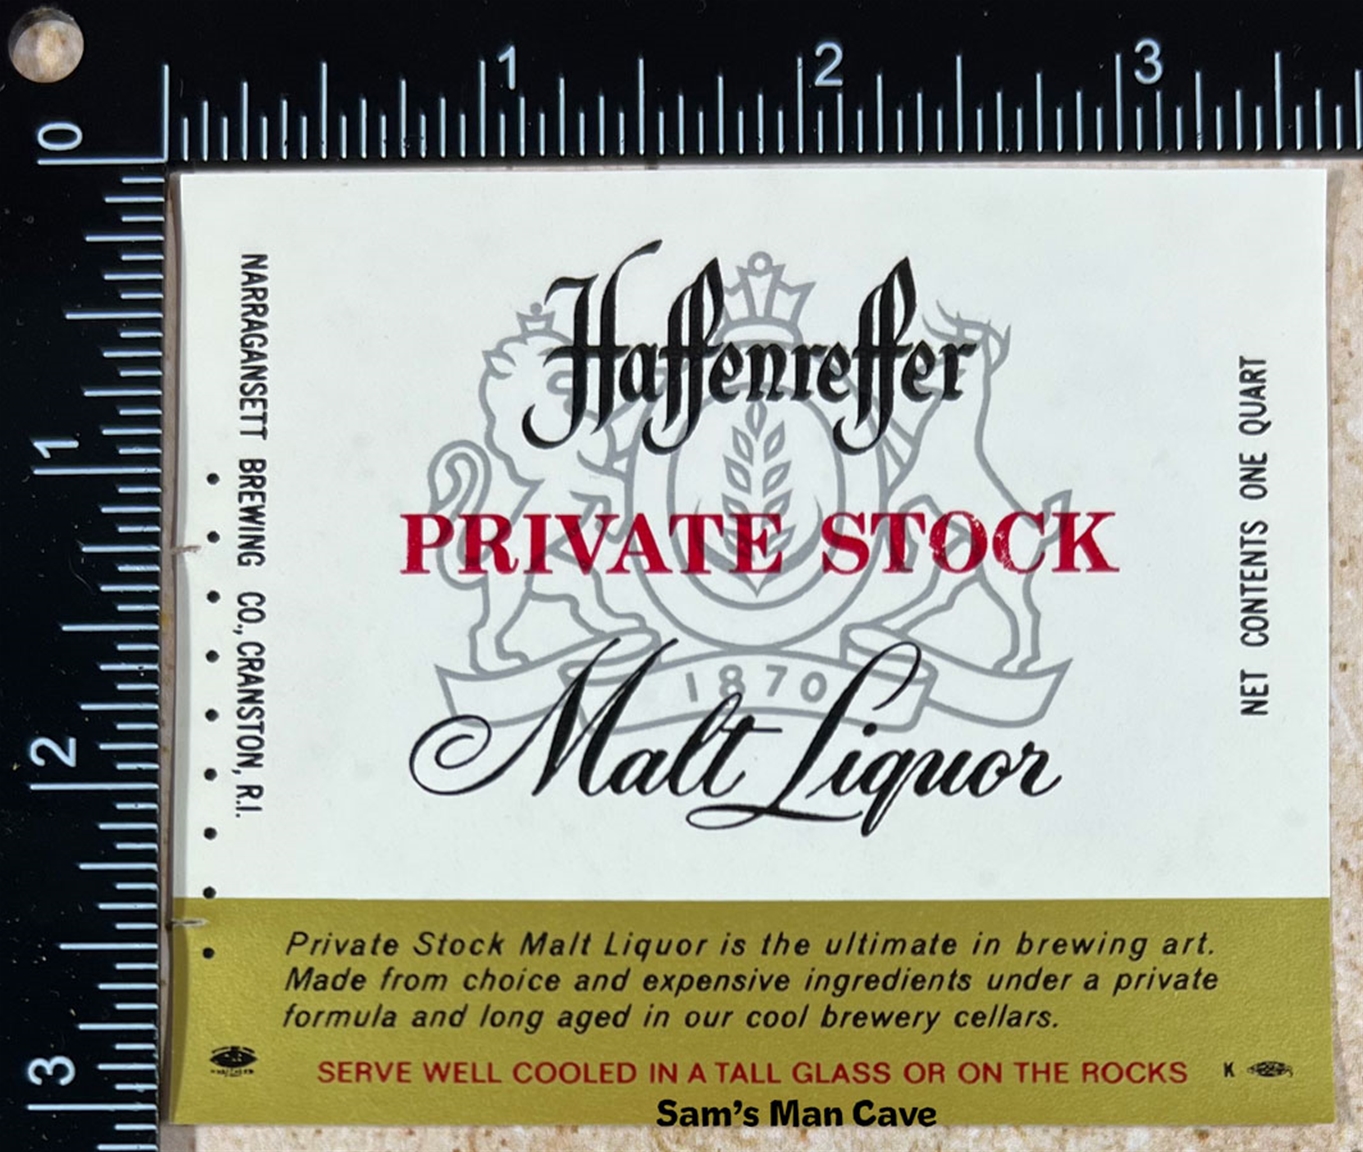 1 2 3
0
1
2
3
NARRAGANSETT BREWING CO., CRANSTON, R.I.
Haffenreffer
PRIVATE STOCK
1870
Malt Liquor
NET CONTENTS ONE QUART
Private Stock Malt Liquor is the ultimate in brewing art.
Made from choice and expensive ingredients under a private
formula and long aged in our cool brewery cellars.
SERVE WELL COOLED IN A TALL GLASS OR ON THE ROCKS K
Sam's Man Cave